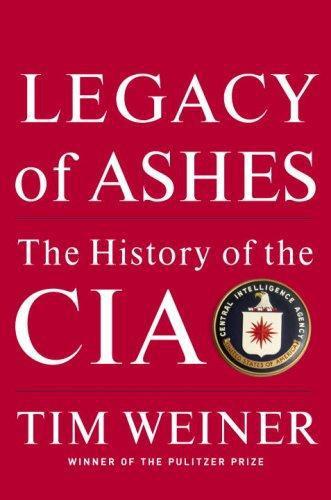 LEGACY
of ASHES
The History of the
CIA
CENTRAL INTELLIGENCE AGENCY
UNITED STATES OF AMERICA
TIM WEINER
WINNER OF THE PULITZER PRIZE